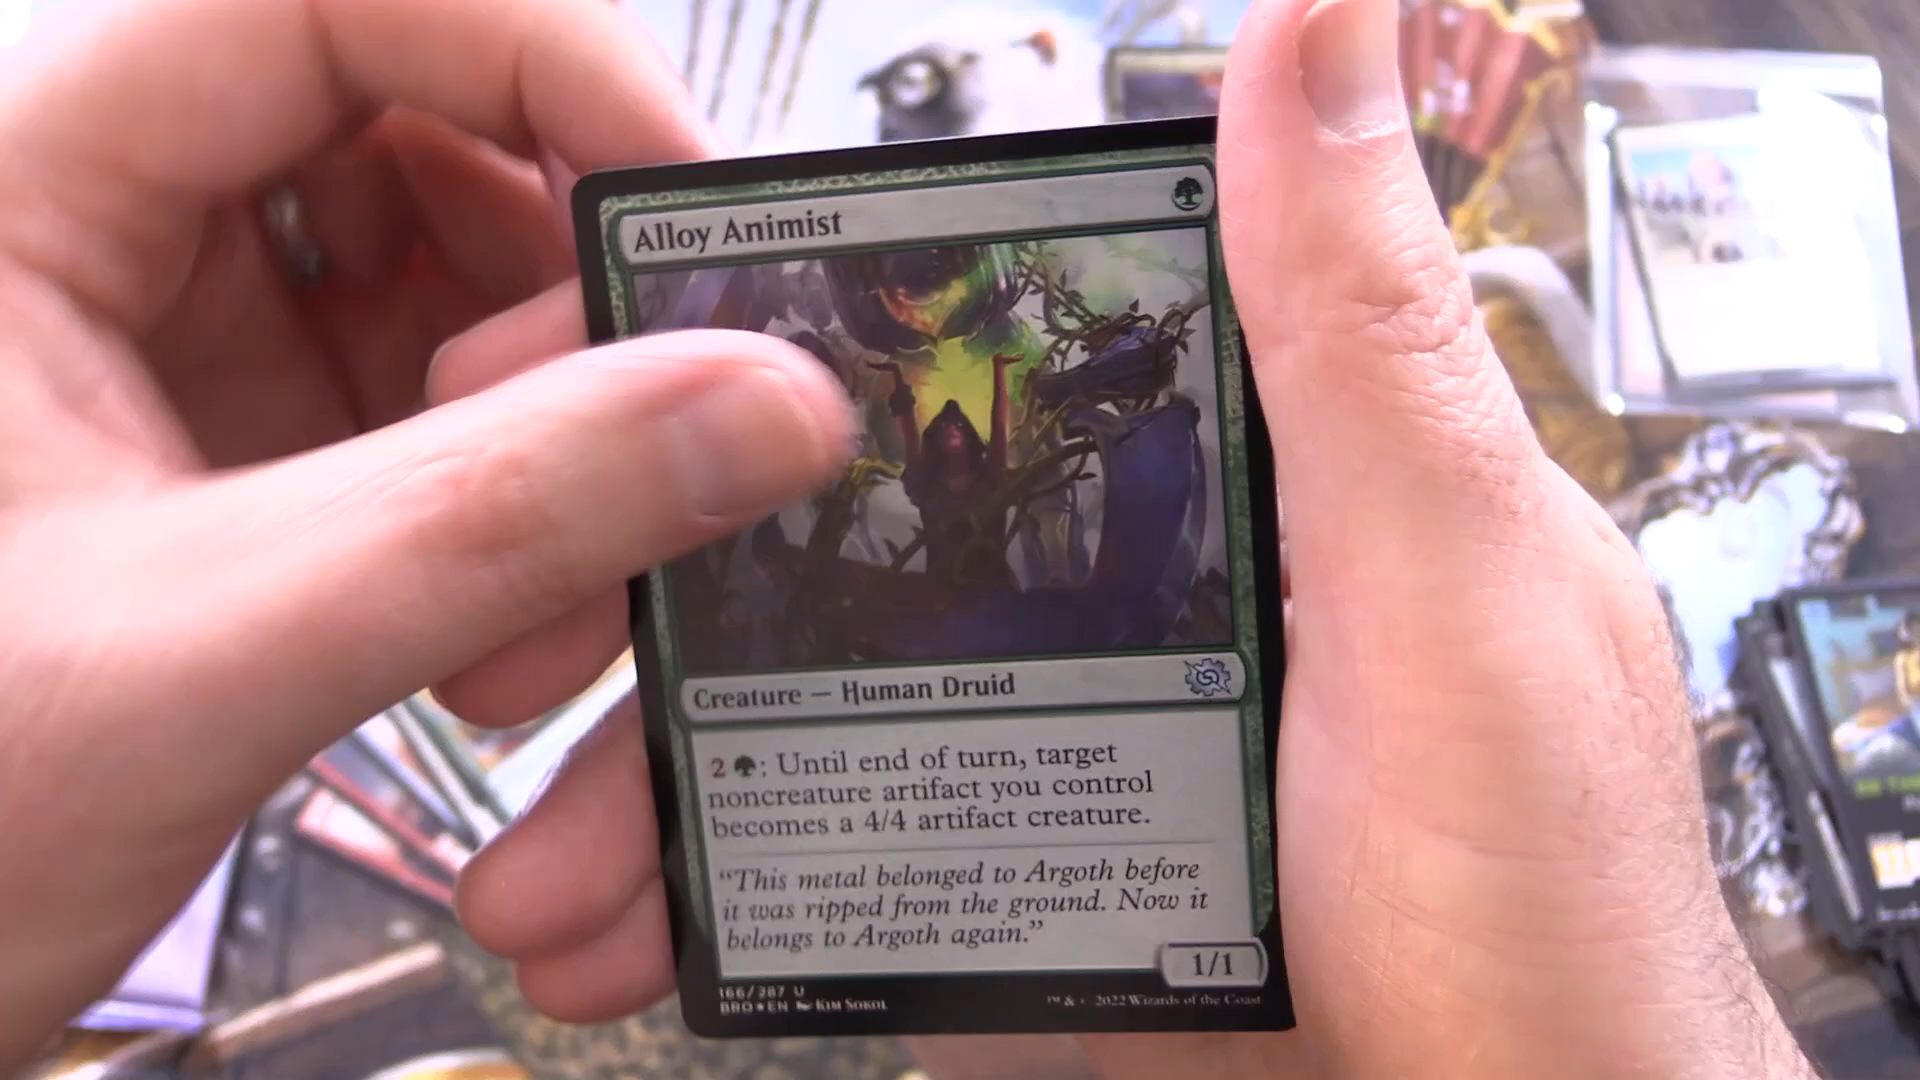 Alloy Animist
Creature — Human Druid
2 : Until end of turn, target
noncreature artifact you control
becomes a 4/4 artifact creature.
“This metal belonged to Argoth before
it was ripped from the ground. Now it
belongs to Argoth again.”
1/1
166/287 U
BRO★EN KIM SOKOL
™ & © 2022 Wizards of the Coast